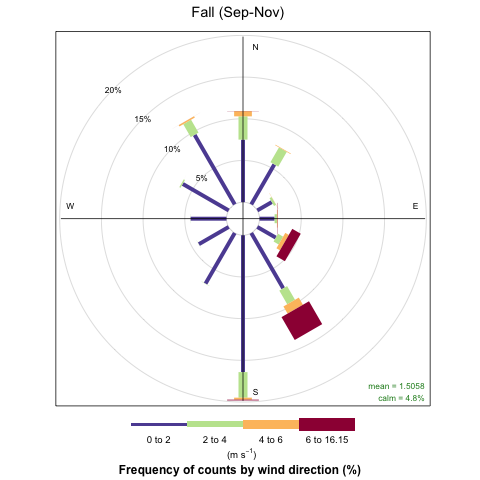 Fall (Sep-Nov)
N
20%
15%
10%
5%
W
E
S
mean = 1.5058
calm = 4.8%
0 to 2
2 to 4
4 to 6
6 to 16.15
(m s⁻¹)
Frequency of counts by wind direction (%)